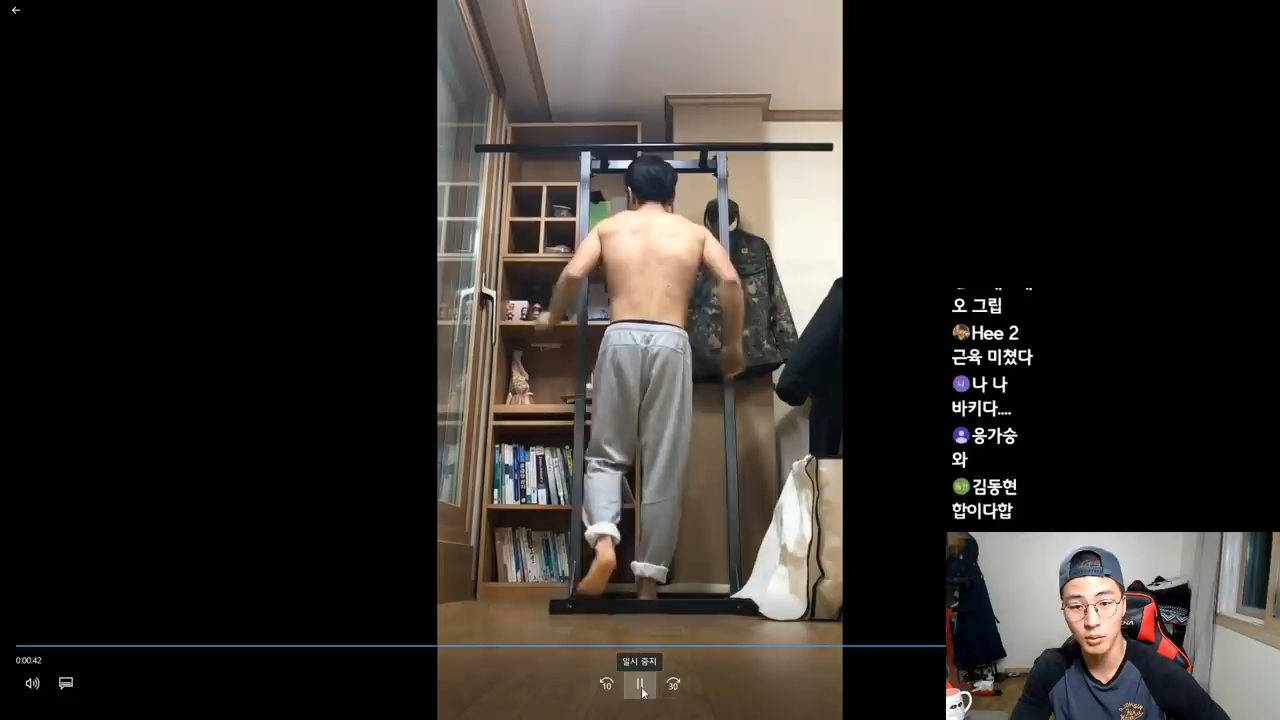 오 그립
Hee 2
근육 미쳤다
나 나
바키다....
웅가승
와
김동현
합이다합
0:00:42
일시 중지
10
30